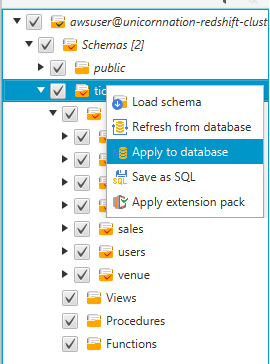 awsuser@unicornnation-redshift-clust
Schemas [2]
public
Load schema
Refresh from database
Apply to database
Save as SQL
Apply extension pack
sales
users
venue
Views
Procedures
Functions